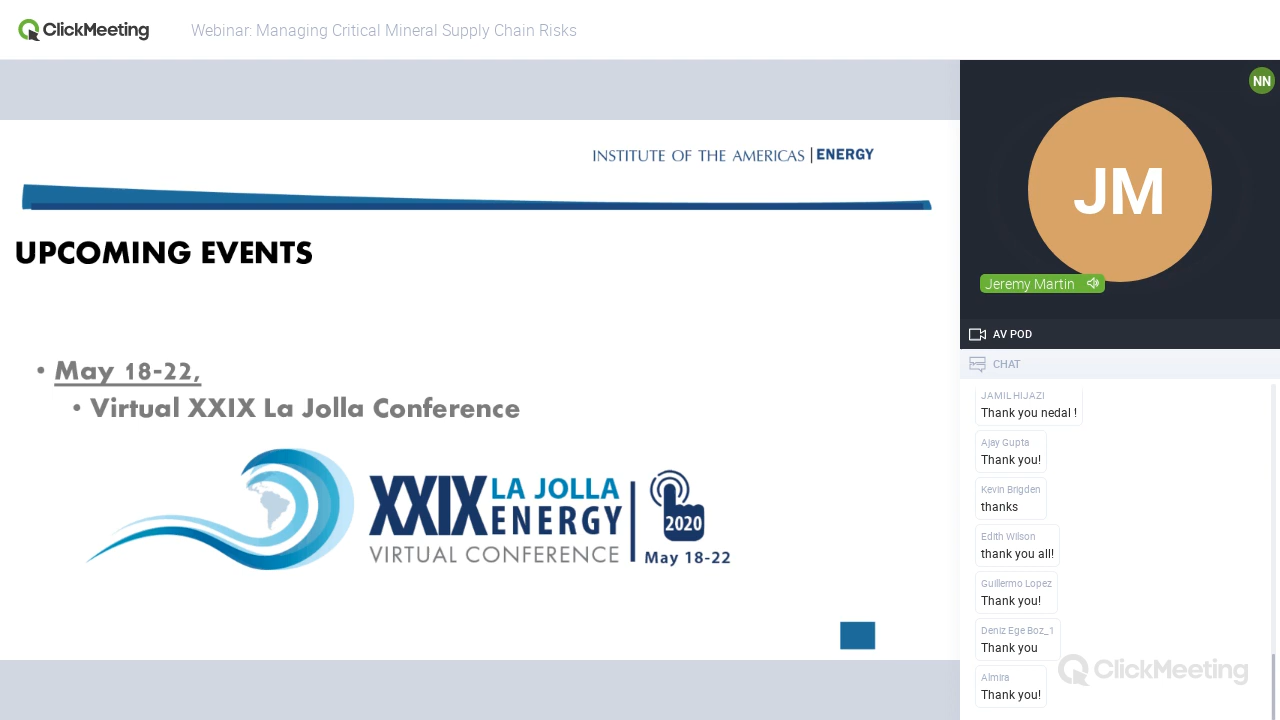 ClickMeeting
Webinar: Managing Critical Mineral Supply Chain Risks
INSTITUTE OF THE AMERICAS | ENERGY
UPCOMING EVENTS
• May 18-22,
• Virtual XXIX La Jolla Conference
XXIX LA JOLLA
ENERGY
VIRTUAL CONFERENCE
2020
May 18-22
NN
JM
Jeremy Martin
AV POD
CHAT
JAMIL HIJAZI
Thank you nedal !
Ajay Gupta
Thank you!
Kevin Brigden
thanks
Edith Wilson
thank you all!
Guillermo Lopez
Thank you!
Deniz Ege Boz_1
Thank you
Almira
Thank you!
ClickMeeting